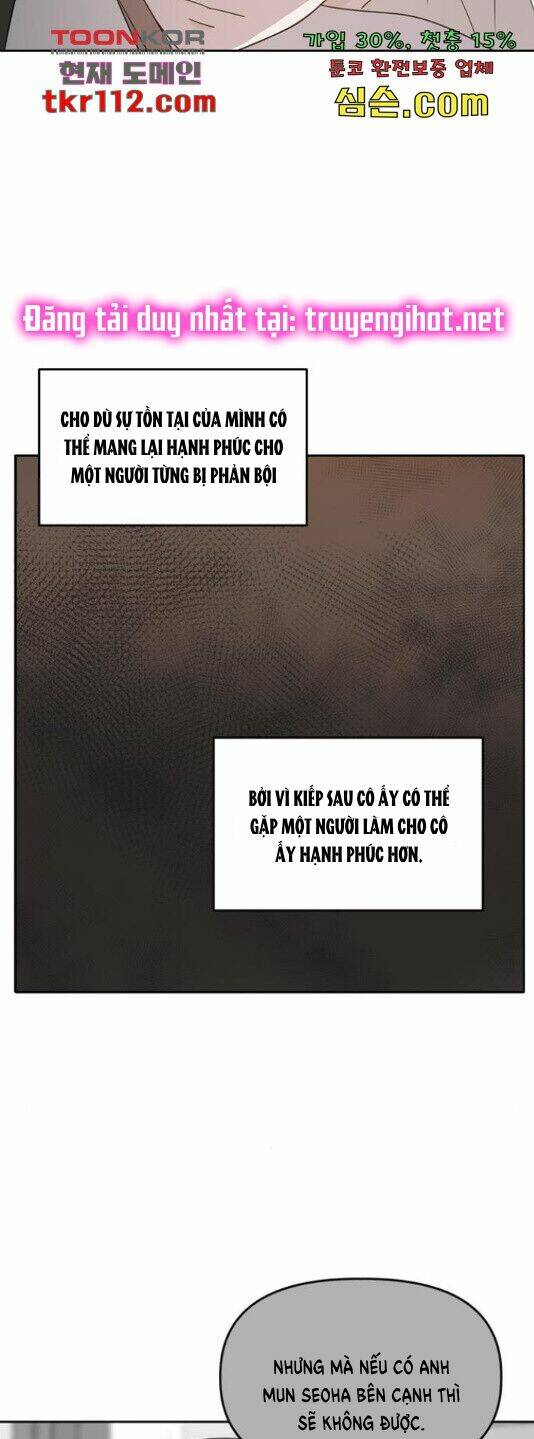 TOONKOR
현재 도메인
tkr112.com
가입 30%, 첫충 15%
툰코 환전보증 업체
심슨.com
Đăng tải duy nhất tại: truyengihot.net
CHO DÙ SỰ TỒN TẠI CỦA MÌNH CÓ
THỂ MANG LẠI HẠNH PHÚC CHO
MỘT NGƯỜI TỪNG BỊ PHẢN BỘI
BỞI VÌ KIẾP SAU CÔ ẤY CÓ THỂ
GẶP MỘT NGƯỜI LÀM CHO CÔ
ẤY HẠNH PHÚC HƠN.
NHƯNG MÀ NẾU CÓ ANH
MUN SEOHA BÊN CẠNH THÌ
SẼ KHÔNG ĐƯỢC.